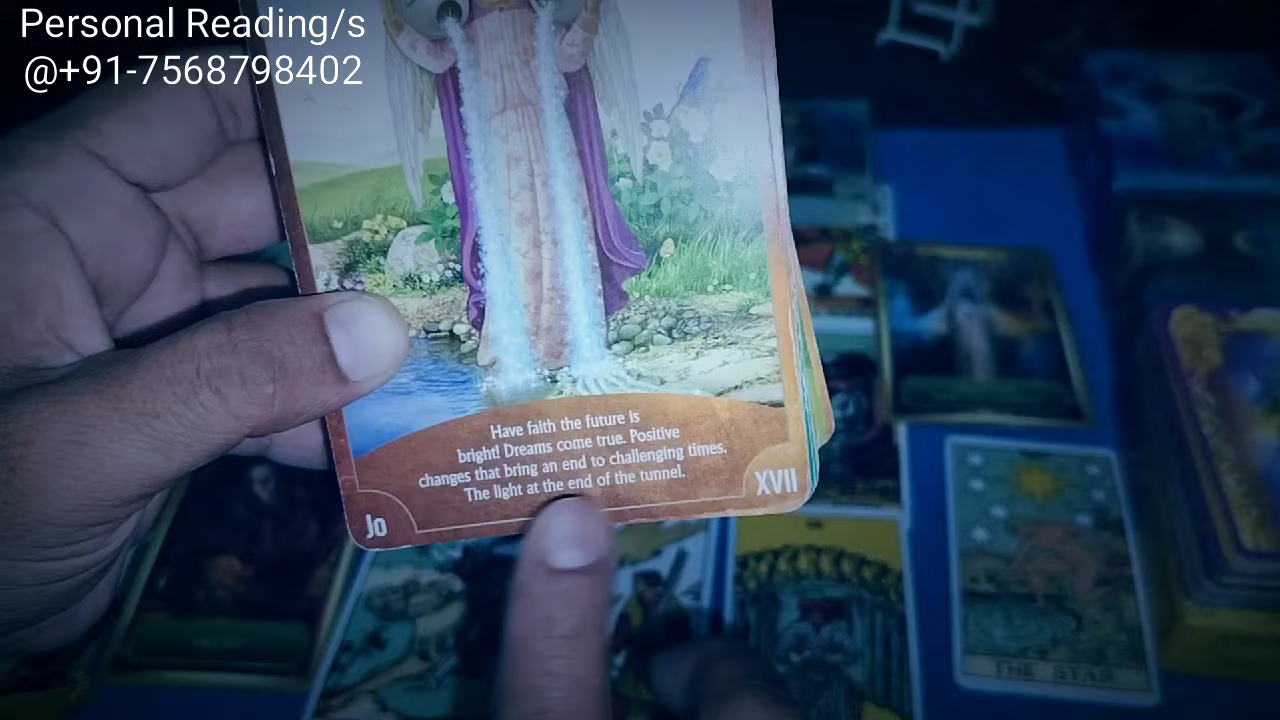 Personal Reading/s
@+91-7568798402
Have faith the future is
bright! Dreams come true. Positive
changes that bring an end to challenging times.
The light at the end of the tunnel.
Jo
XVII
THE STAR